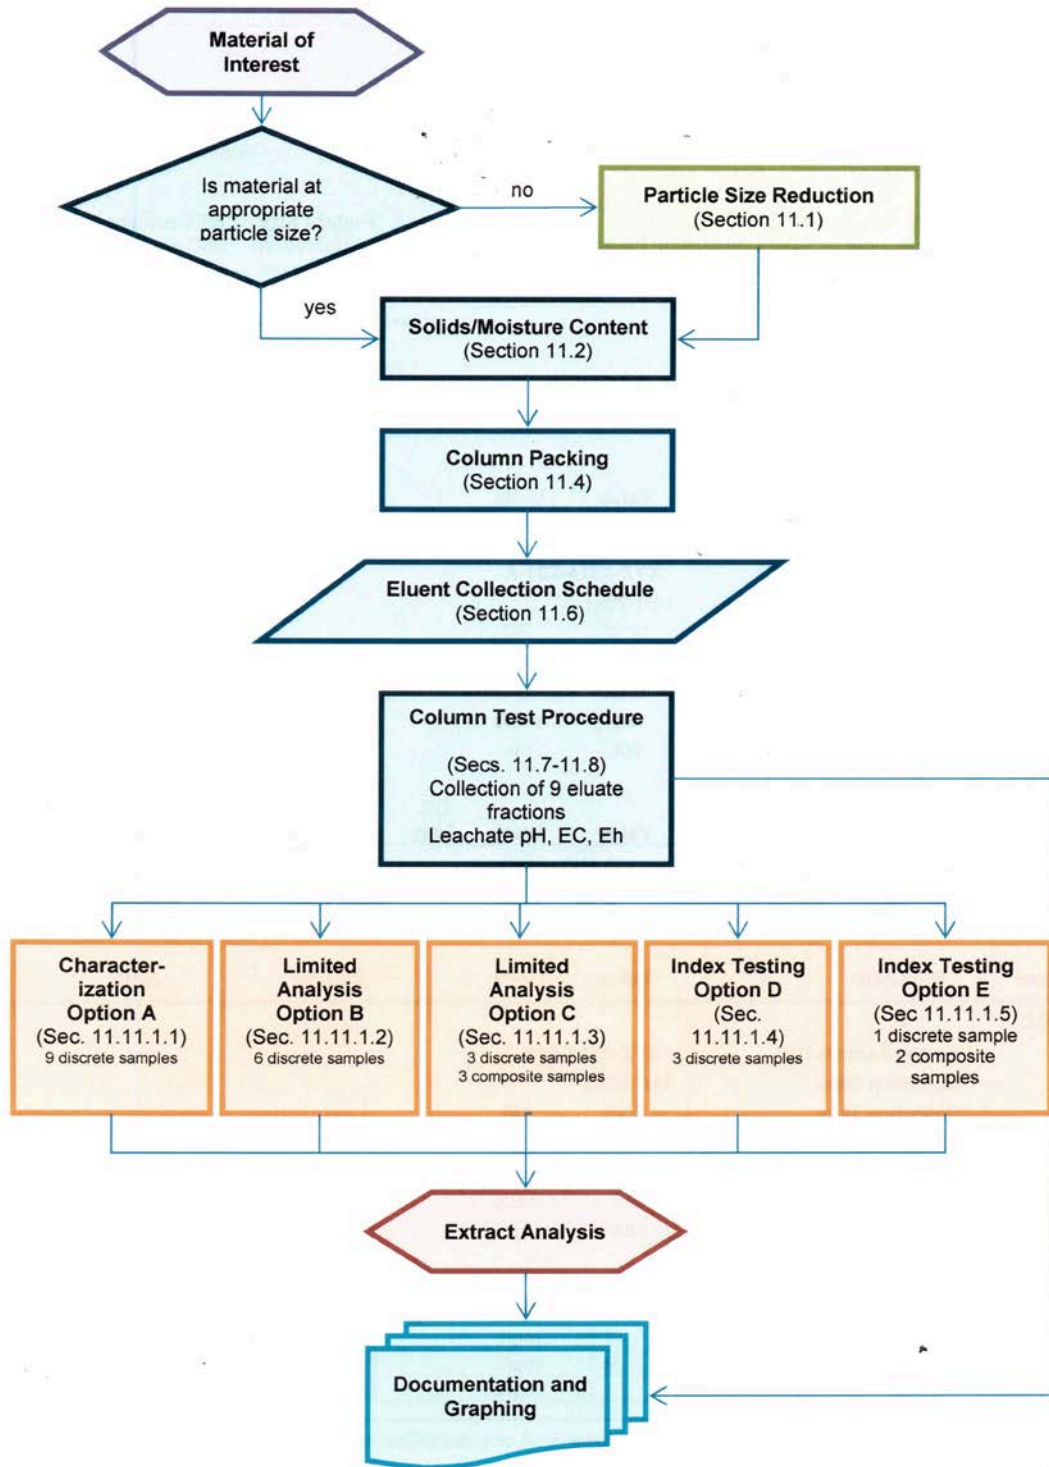 Material of
Interest
Is material at
appropriate
particle size?
no
Particle Size Reduction
(Section 11.1)
yes
Solids/Moisture Content
(Section 11.2)
Column Packing
(Section 11.4)
Eluent Collection Schedule
(Section 11.6)
Column Test Procedure
(Secs. 11.7-11.8)
Collection of 9 eluate
fractions
Leachate pH, EC, Eh
Character-
ization
Option A
(Sec. 11.11.1.1)
9 discrete samples
Limited
Analysis
Option B
(Sec. 11.11.1.2)
6 discrete samples
Limited
Analysis
Option C
(Sec. 11.11.1.3)
3 discrete samples
3 composite samples
Index Testing
Option D
(Sec.
11.11.1.4)
3 discrete samples
Index Testing
Option E
(Sec 11.11.1.5)
1 discrete sample
2 composite
samples
Extract Analysis
Documentation and
Graphing